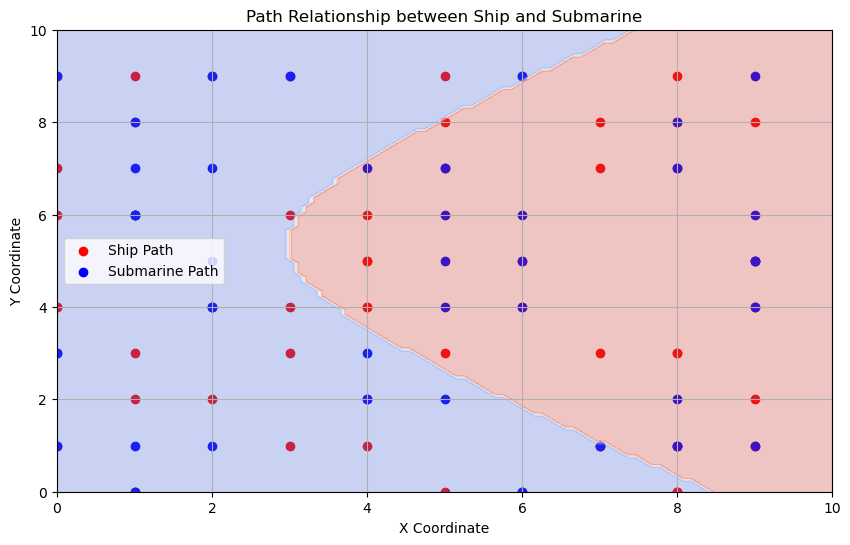 Path Relationship between Ship and Submarine
10
8
6
4
2
0
Y Coordinate
Ship Path
Submarine Path
0 2 4 6 8 10
X Coordinate